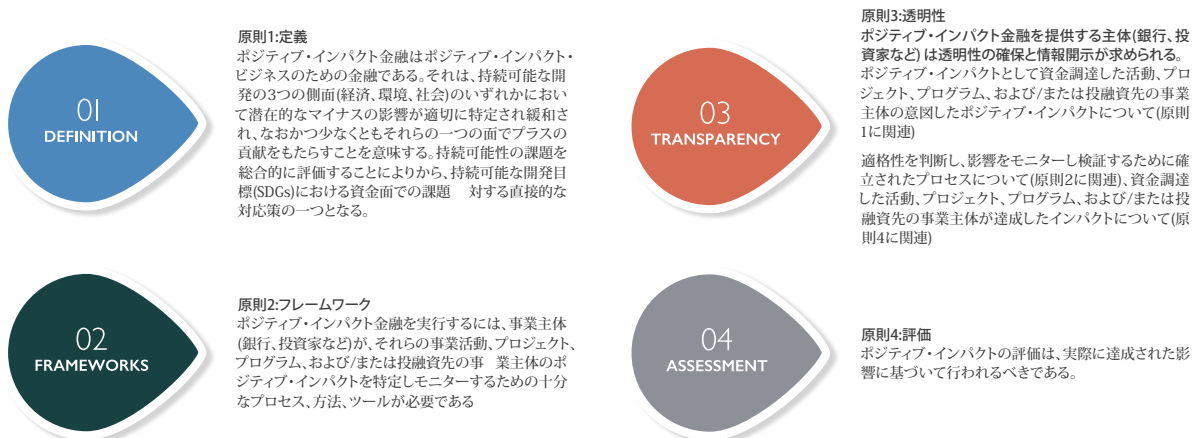 01
DEFINITION
原則1:定義
ポジティブ・インパクト金融はポジティブ・インパクト・
ビジネスのための金融である。それは、持続可能な開
発の3つの側面(経済、環境、社会)のいずれかにおい
て潜在的なマイナスの影響が適切に特定され緩和さ
れ、なおかつ少なくともそれらの一つの面でプラスの
貢献をもたらすことを意味する。持続可能性の課題を
総合的に評価することによりから、持続可能な開発目
標(SDGs)における資金面での課題　対する直接的な
対応策の一つとなる。
02
FRAMEWORKS
原則2:フレームワーク
ポジティブ・インパクト金融を実行するには、事業主体
(銀行、投資家など)が、それらの事業活動、プロジェクト、
プログラム、および/または投融資先の事　業主体のポ
ジティブ・インパクトを特定しモニターするための十分
なプロセス、方法、ツールが必要である
03
TRANSPARENCY
原則3:透明性
ポジティブ・インパクト金融を提供する主体(銀行、投
資家など)は透明性の確保と情報開示が求められる。
ポジティブ・インパクトとして資金調達した活動、プロ
ジェクト、プログラム、および/または投融資先の事業
主体の意図したポジティブ・インパクトについて(原則
1に関連)
適格性を判断し、影響をモニターし検証するために確
立されたプロセスについて(原則2に関連)、資金調達
した活動、プロジェクト、プログラム、および/または投
融資先の事業主体が達成したインパクトについて(原
則4に関連)
04
ASSESSMENT
原則4:評価
ポジティブ・インパクトの評価は、実際に達成された影
響に基づいて行われるべきである。